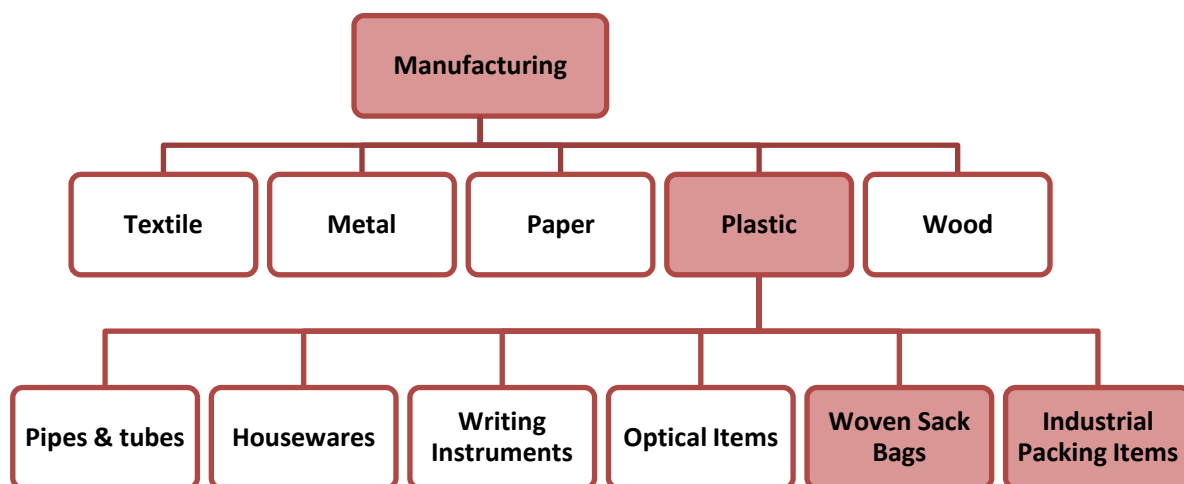 Manufacturing
Textile
Metal
Paper
Plastic
Wood
Pipes & tubes
Housewares
Writing
Instruments
Optical Items
Woven Sack
Bags
Industrial
Packing Items